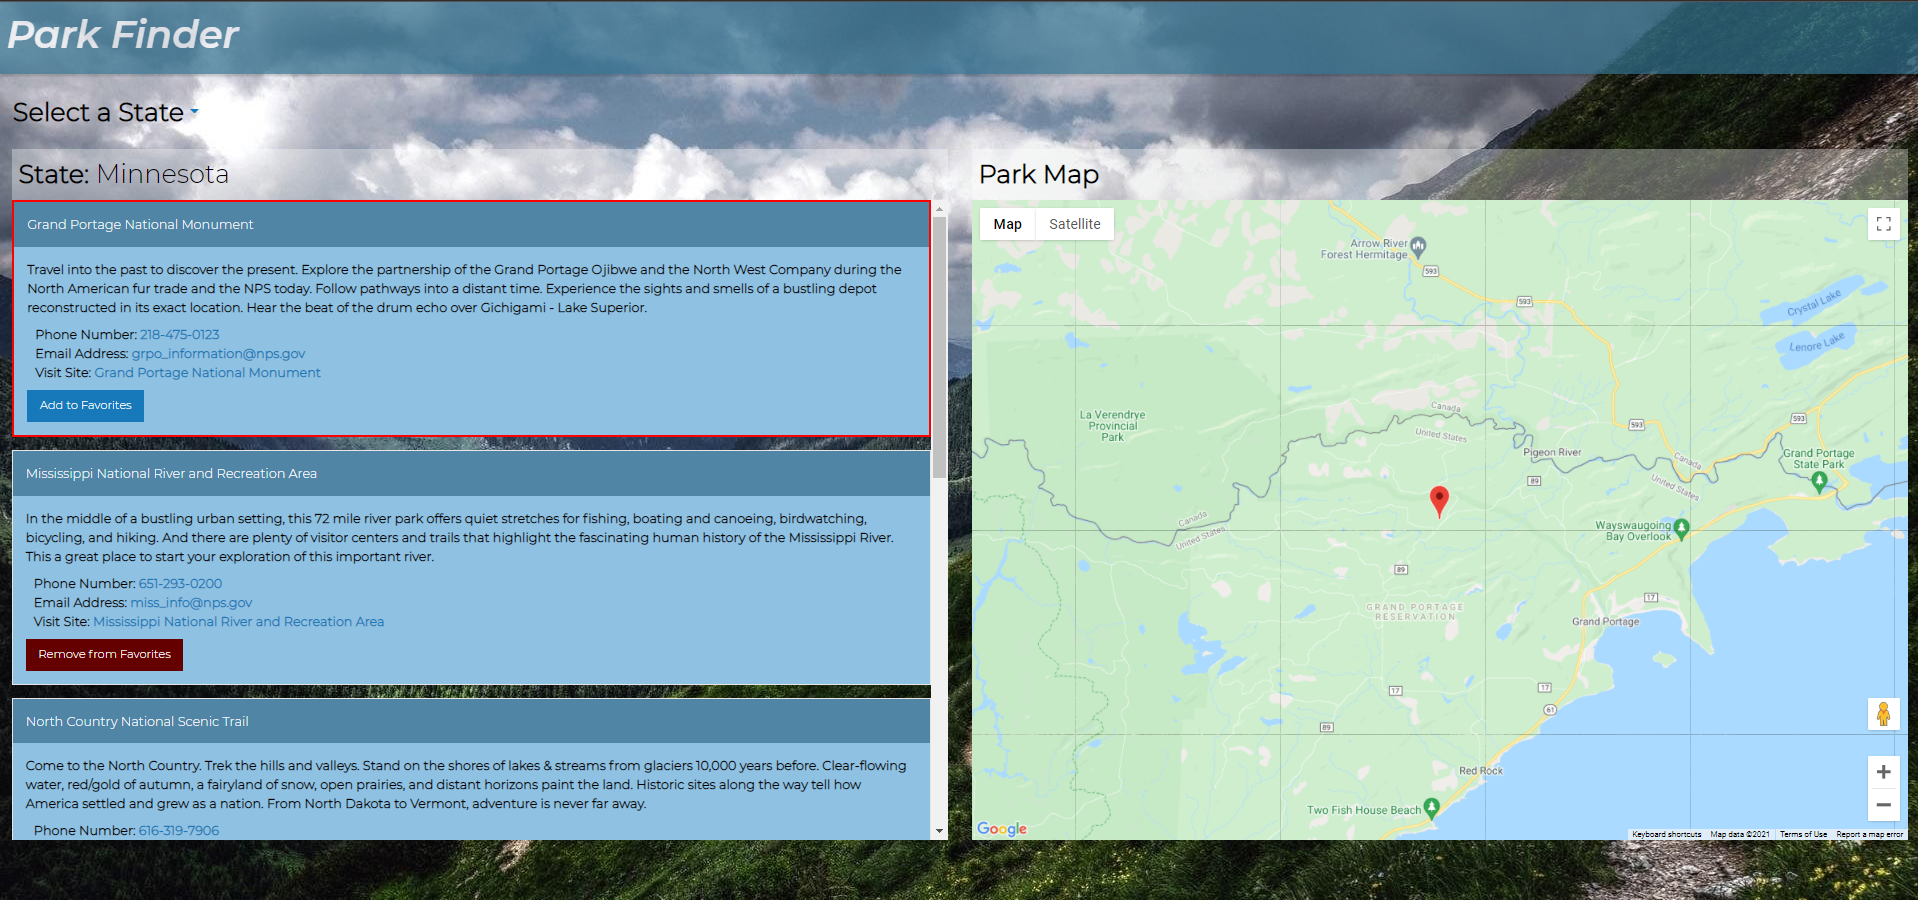 Park Finder
Select a State
State: Minnesota
Grand Portage National Monument
Travel into the past to discover the present. Explore the partnership of the Grand Portage Ojibwe and the North West Company during the
North American fur trade and the NPS today. Follow pathways into a distant time. Experience the sights and smells of a bustling depot
reconstructed in its exact location. Hear the beat of the drum echo over Gichigami - Lake Superior.
Phone Number: 218-475-0123
Email Address: grpo_information@nps.gov
Visit Site: Grand Portage National Monument
Add to Favorites
Mississippi National River and Recreation Area
In the middle of a bustling urban setting, this 72 mile river park offers quiet stretches for fishing, boating and canoeing, birdwatching,
bicycling, and hiking. And there are plenty of visitor centers and trails that highlight the fascinating human history of the Mississippi River.
This a great place to start your exploration of this important river.
Phone Number: 651-293-0200
Email Address: miss_info@nps.gov
Visit Site: Mississippi National River and Recreation Area
Remove from Favorites
North Country National Scenic Trail
Come to the North Country. Trek the hills and valleys. Stand on the shores of lakes & streams from glaciers 10,000 years before. Clear-flowing
water, red/gold of autumn, a fairyland of snow, open prairies, and distant horizons paint the land. Historic sites along the way tell how
America settled and grew as a nation. From North Dakota to Vermont, adventure is never far away.
Phone Number: 616-319-7906
Park Map
Map Satellite
Arrow River
Forest Hermitage
593
593
Crystal Lake
Lenore Lake
La Verendrye
Provincial
Park
Canada
United States
593
593
Pigeon River
Canada
United States
Grand Portage
State Park
89
Canada
United States
Wayswaugoing
Bay Overlook
89
17
GRAND PORTAGE
RESERVATION
Grand Portage
17
17
61
89
Red Rock
Two Fish House Beach
Google
Keyboard shortcuts Map data ©2021 Terms of Use Report a map error